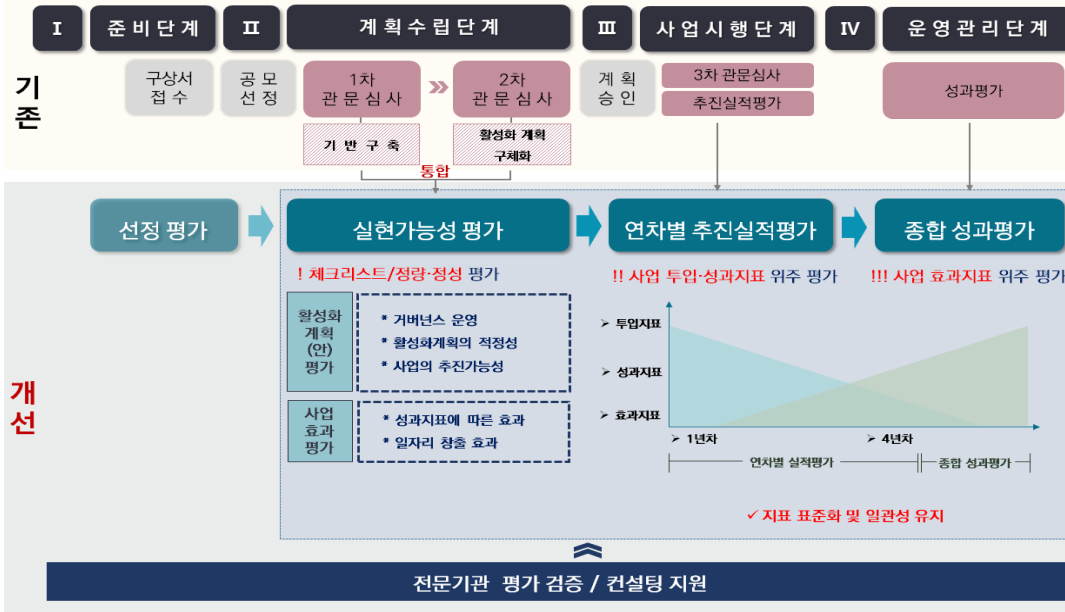 I 준비단계 II 계획수립단계 III 사업시행단계 IV 운영관리단계
기존
구상서 접수
공모 선정
1차 관문심사
»
2차 관문심사
계획 승인
3차 관문심사
추진실적평가
성과평가
기반구축
활성화 계획 구체화
통합
개선
선정 평가
실현가능성 평가
연차별 추진실적평가
종합 성과평가
! 체크리스트/정량·정성 평가
!! 사업 투입·성과지표 위주 평가
!!! 사업 효과지표 위주 평가
활성화
계획
(안)
평가
* 거버넌스 운영
* 활성화계획의 적정성
* 사업의 추진가능성
사업
효과
평가
* 성과지표에 따른 효과
* 일자리 창출 효과
➢ 투입지표
➢ 성과지표
➢ 효과지표
➢ 1년차
➢ 4년차
연차별 실적평가
종합 성과평가
✓ 지표 표준화 및 일관성 유지
전문기관 평가 검증 / 컨설팅 지원